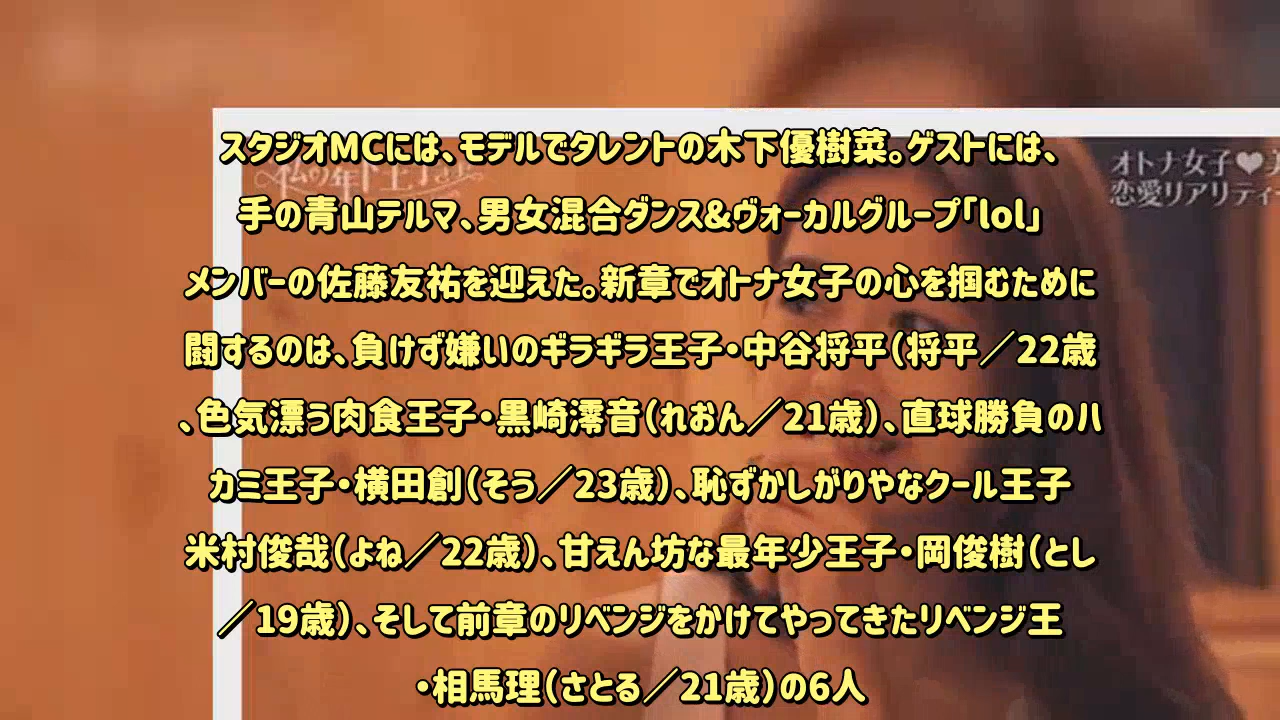 スタジオMCには、モデルでタレントの木下優樹菜。ゲストには、
私の年下王子さま
オトナ女子♥美
恋愛リアリティー
手の青山テルマ、男女混合ダンス&ヴォーカルグループ「lol」
メンバーの佐藤友祐を迎えた。新章でオトナ女子の心を掴むために
闘するのは、負けず嫌いのギラギラ王子・中谷将平（将平／22歳
、色気漂う肉食王子・黒崎澪音（れおん／21歳）、直球勝負のハ
カミ王子・横田創（そう／23歳）、恥ずかしがりやなクール王子
米村俊哉（よね／22歳）、甘えん坊な最年少王子・岡俊樹（とし
／19歳）、そして前章のリベンジをかけてやってきたリベンジ王
・相馬理（さとる／21歳）の6人